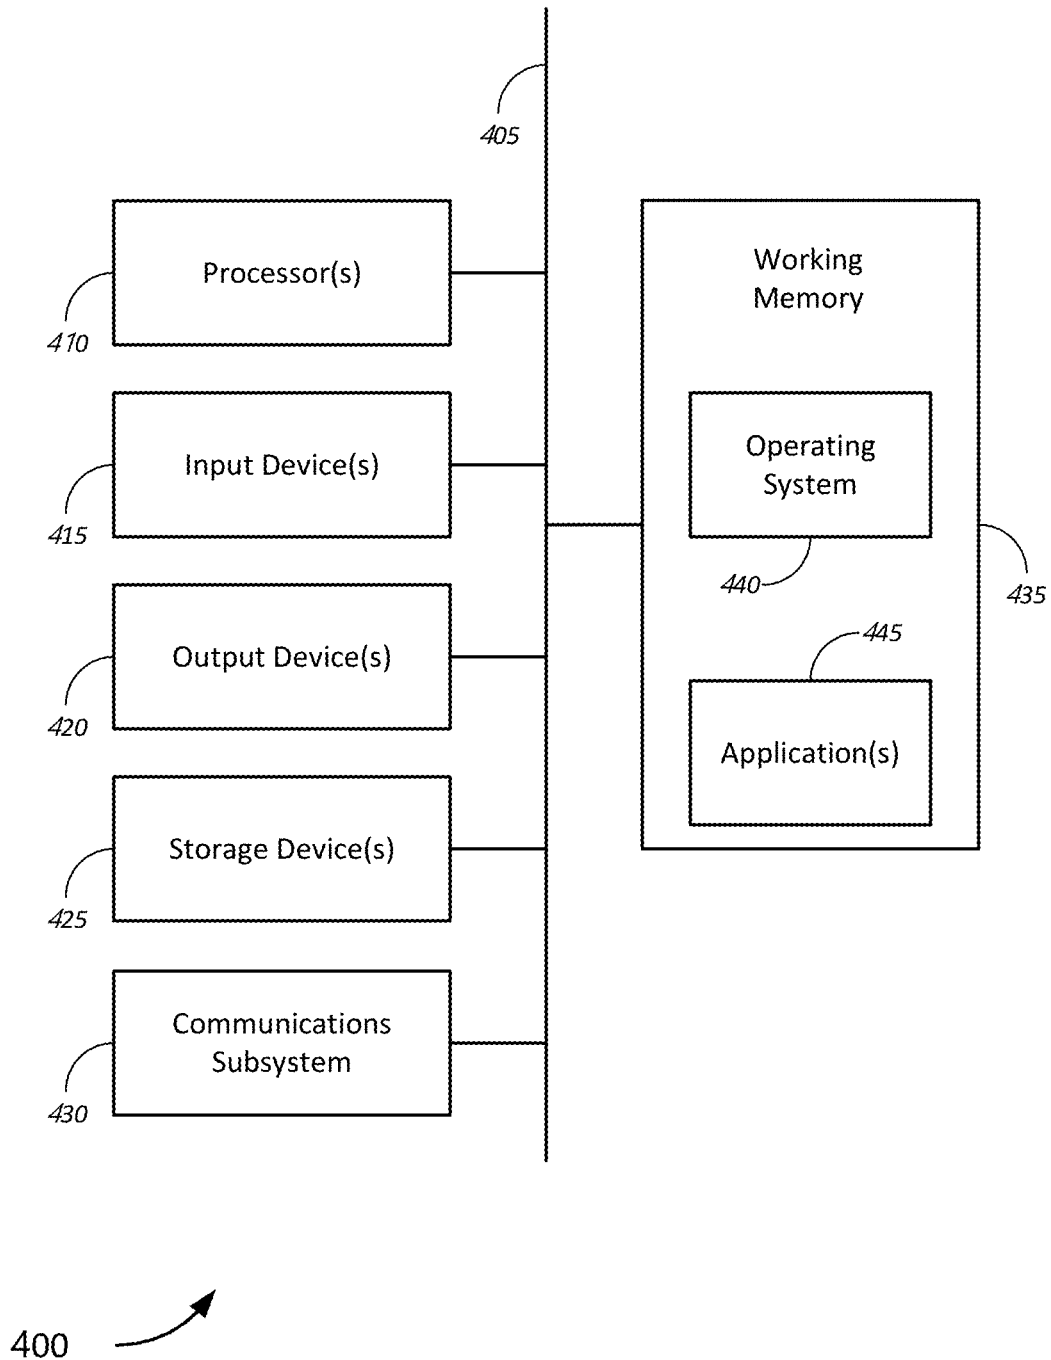 405
Processor(s)
410
Input Device(s)
415
Output Device(s)
420
Storage Device(s)
425
Communications
Subsystem
430
Working
Memory
Operating
System
440
435
445
Application(s)
400